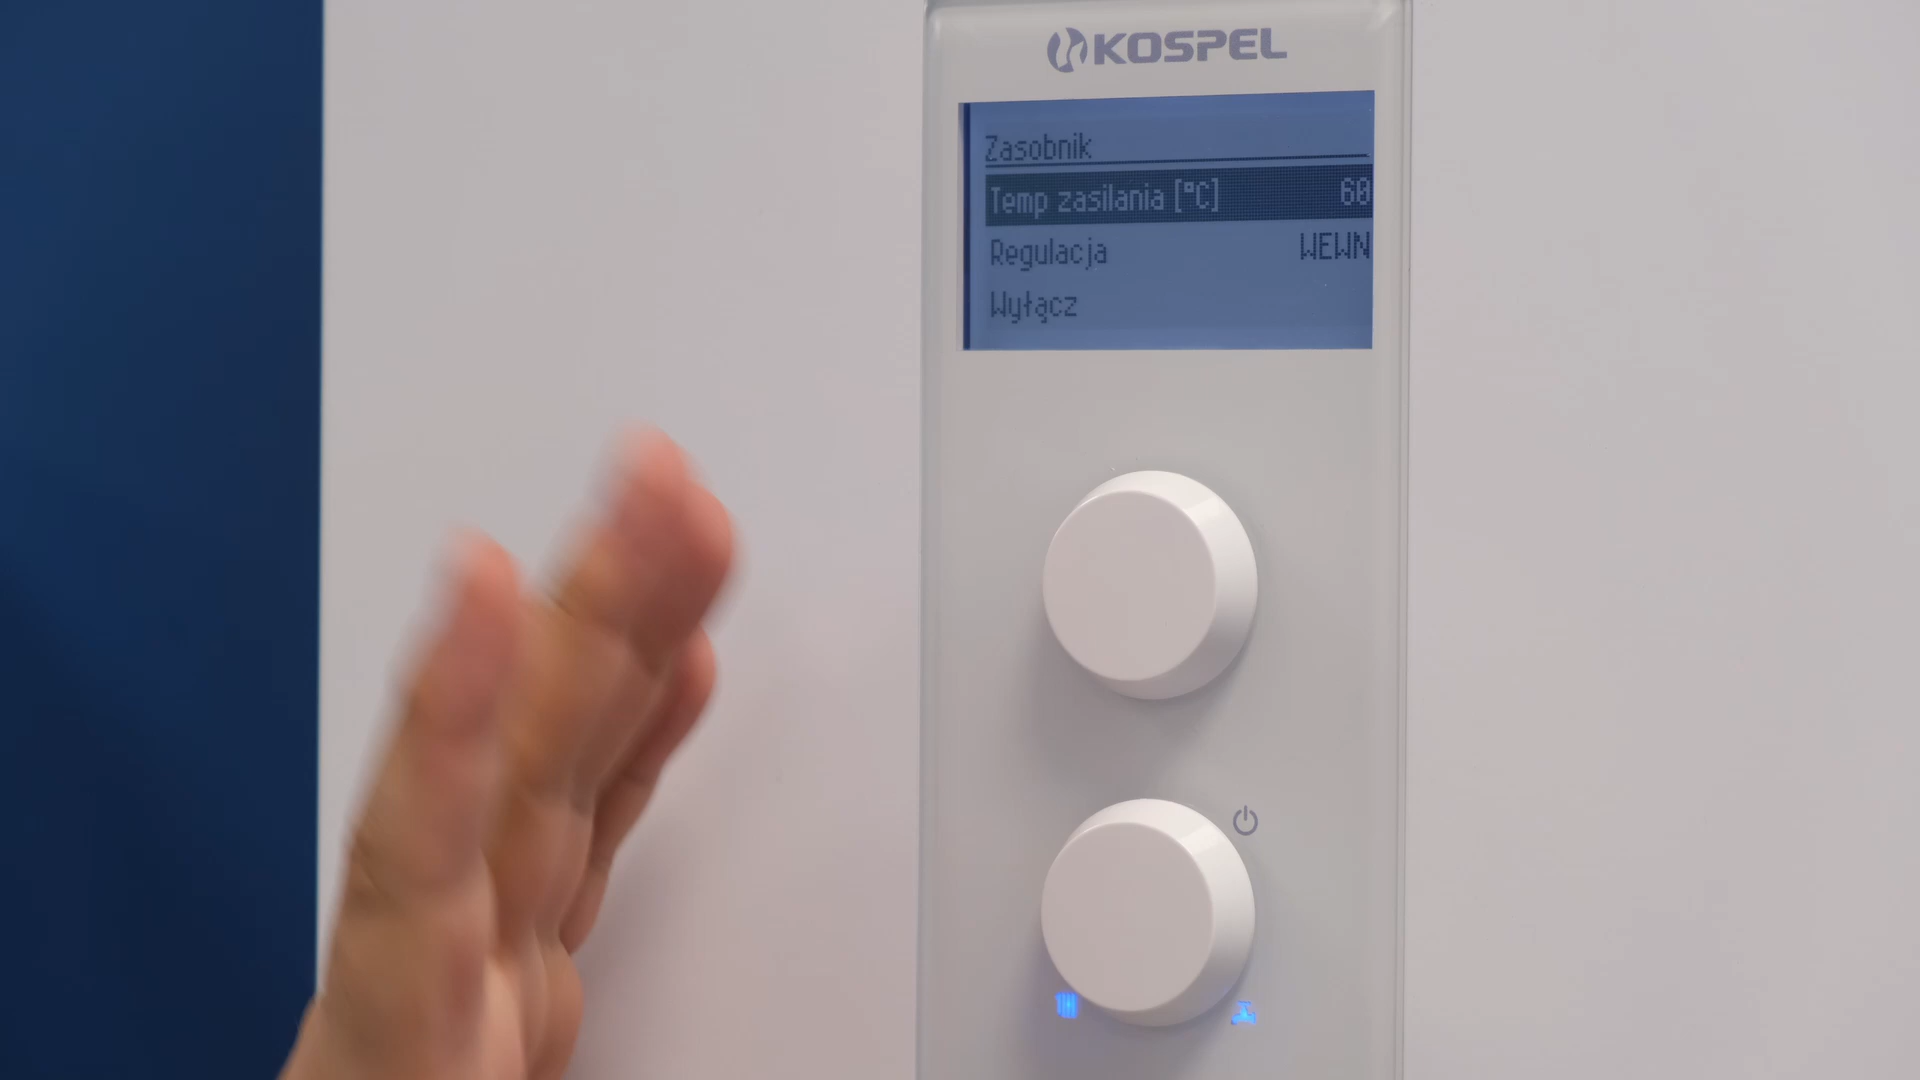 KOSPEL
Zasobnik
Temp zasilania [°C] 60
Regulacja WEWN
Wyłącz